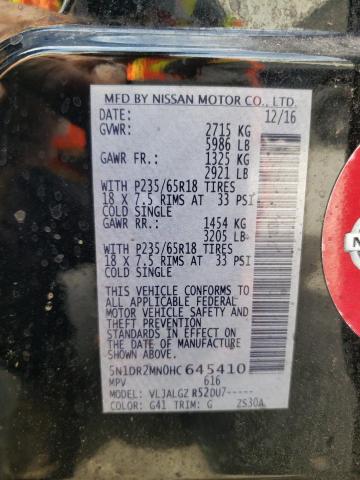 MFD BY NISSAN MOTOR CO., LTD.
DATE: 12/16
GVWR: 2715 KG
5986 LB
GAWR FR.: 1325 KG
2921 LB
WITH P235/65R18 TIRES
18 X 7.5 RIMS AT 33 PSI
COLD SINGLE
GAWR RR.: 1454 KG
3205 LB
WITH P235/65R18 TIRES
18 X 7.5 RIMS AT 33 PSI
COLD SINGLE
THIS VEHICLE CONFORMS TO
ALL APPLICABLE FEDERAL
MOTOR VEHICLE SAFETY AND
THEFT PREVENTION
STANDARDS IN EFFECT ON
THE DATE OF MANUFACTURE
SHOWN ABOVE.
5N1DR2MN0HC 645410
MPV 616
MODEL: VLJALGZ R52DU7-----
COLOR: G41 TRIM: G ZS30A